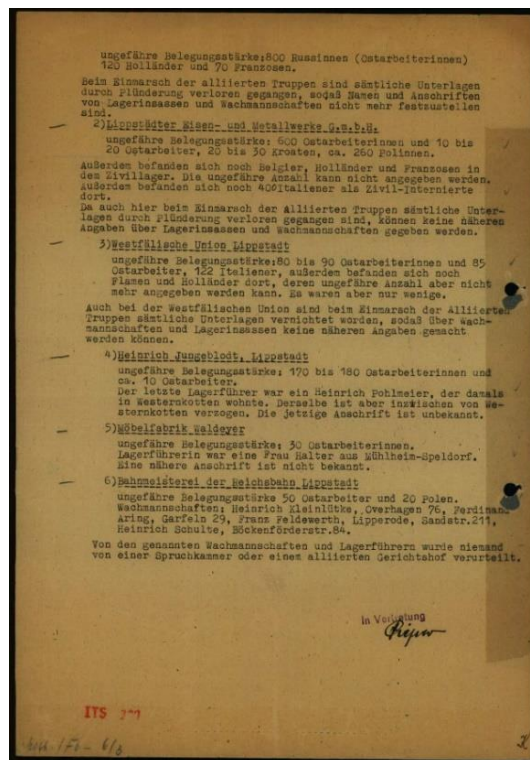 ungefähre Belegungsstärke:800 Russinnen (Ostarbeiterinnen)
120 Holländer und 70 Franzosen.
Beim Einmarsch der alliierten Truppen sind sämtliche Unterlagen
durch Plünderung verloren gegangen, sodaß Namen und Anschriften
von Lagerinsassen und Wachmannschaften nicht mehr festzustellen
sind.
2)Lippstädter Eisen- und Metallwerke G.m.b.H.
ungefähre Belegungsstärke: 600 Ostarbeiterinnen und 10 bis
20 Ostarbeiter, 20 bis 30 Kroaten, ca. 260 Polinnen.
Außerdem befanden sich noch Belgier, Holländer und Franzosen in
dem Zivillager. Die ungefähre Anzahl kann nicht angegeben werden.
Außerdem befanden sich noch 400Italiener als Zivil-Internierte
dort.
Da auch hier beim Einmarsch der Alliierten Truppen sämtliche Unter-
lagen durch Plünderung verloren gegangen sind, können keine näheren
Angaben über Lagerinsassen und Wachmannschaften gegeben werden.
3)Westfälische Union Lippstadt
ungefähre Belegungsstärke:80 bis 90 Ostarbeiterinnen und 85
Ostarbeiter, 122 Italiener, außerdem befanden sich noch
Flamen und Holländer dort, deren ungefähre Anzahl aber nicht
mehr angegeben werden kann. Es waren aber nur wenige.
Auch bei der Westfälischen Union sind beim Einmarsch der Alliierten
Truppen sämtliche Unterlagen vernichtet worden, sodaß über Wach-
mannschaften und Lagerinsassen keine näheren Angaben gemacht
werden können.
4)Heinrich Jungeblodt, Lippstadt
ungefähre Belegungsstärke: 170 bis 180 Ostarbeiterinnen und
ca. 10 Ostarbeiter.
Der letzte Lagerführer war ein Heinrich Pohlmeier, der damals
in Westernkotten wohnte. Derselbe ist aber inzwischen von We-
sternkotten verzogen. Die jetzige Anschrift ist unbekannt.
5)Möbelfabrik Waldeyer
ungefähre Belegungsstärke: 30 Ostarbeiterinnen.
Lagerführerin war eine Frau Halter aus Mühlheim-Speldorf.
Eine nähere Anschrift ist nicht bekannt.
6)Bahnmeisterei der Reichsbahn Lippstadt
ungefähre Belegungsstärke 50 Ostarbeiter und 20 Polen.
Wachmannschaften: Heinrich Kleinlütke, Overhagen 76, Ferdinand
Aring, Garfeln 29, Franz Feldewerth, Lipperode, Sandstr.211,
Heinrich Schulte, Böckenförderstr.84.
Von den genannten Wachmannschaften und Lagerführern wurde niemand
von einer Spruchkammer oder einem alliierten Gerichtshof verurteilt.
In Vertretung
ITS